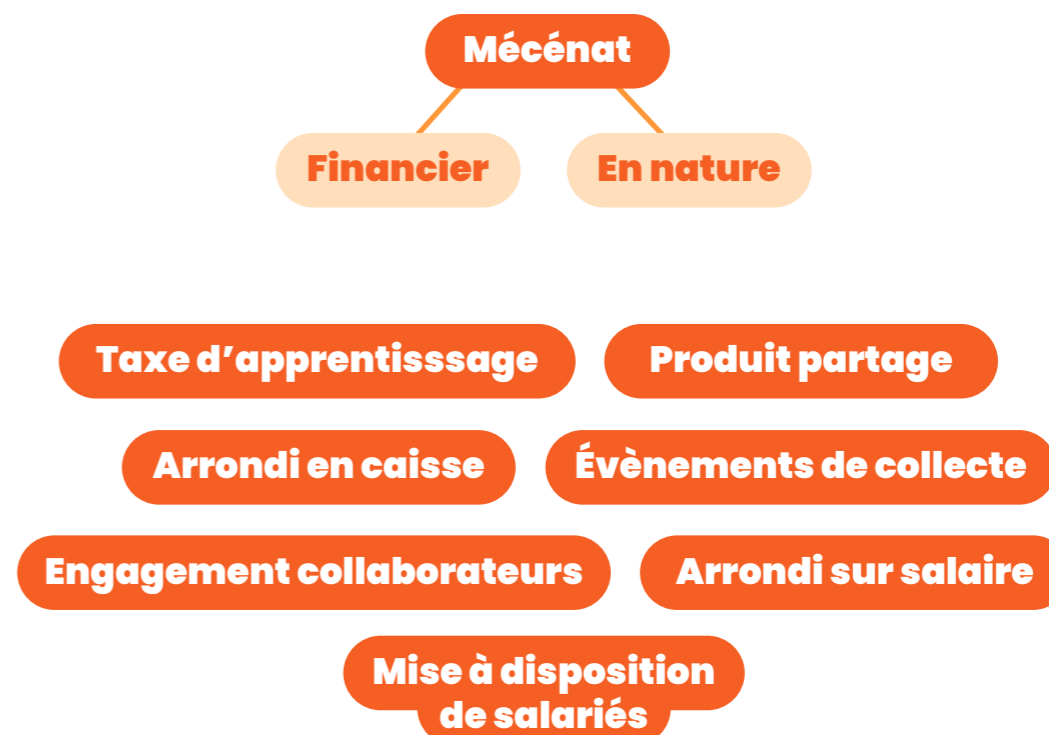 Mécénat
Financier
En nature
Taxe d’apprentisssage
Produit partage
Arrondi en caisse
Évènements de collecte
Engagement collaborateurs
Arrondi sur salaire
Mise à disposition
de salariés